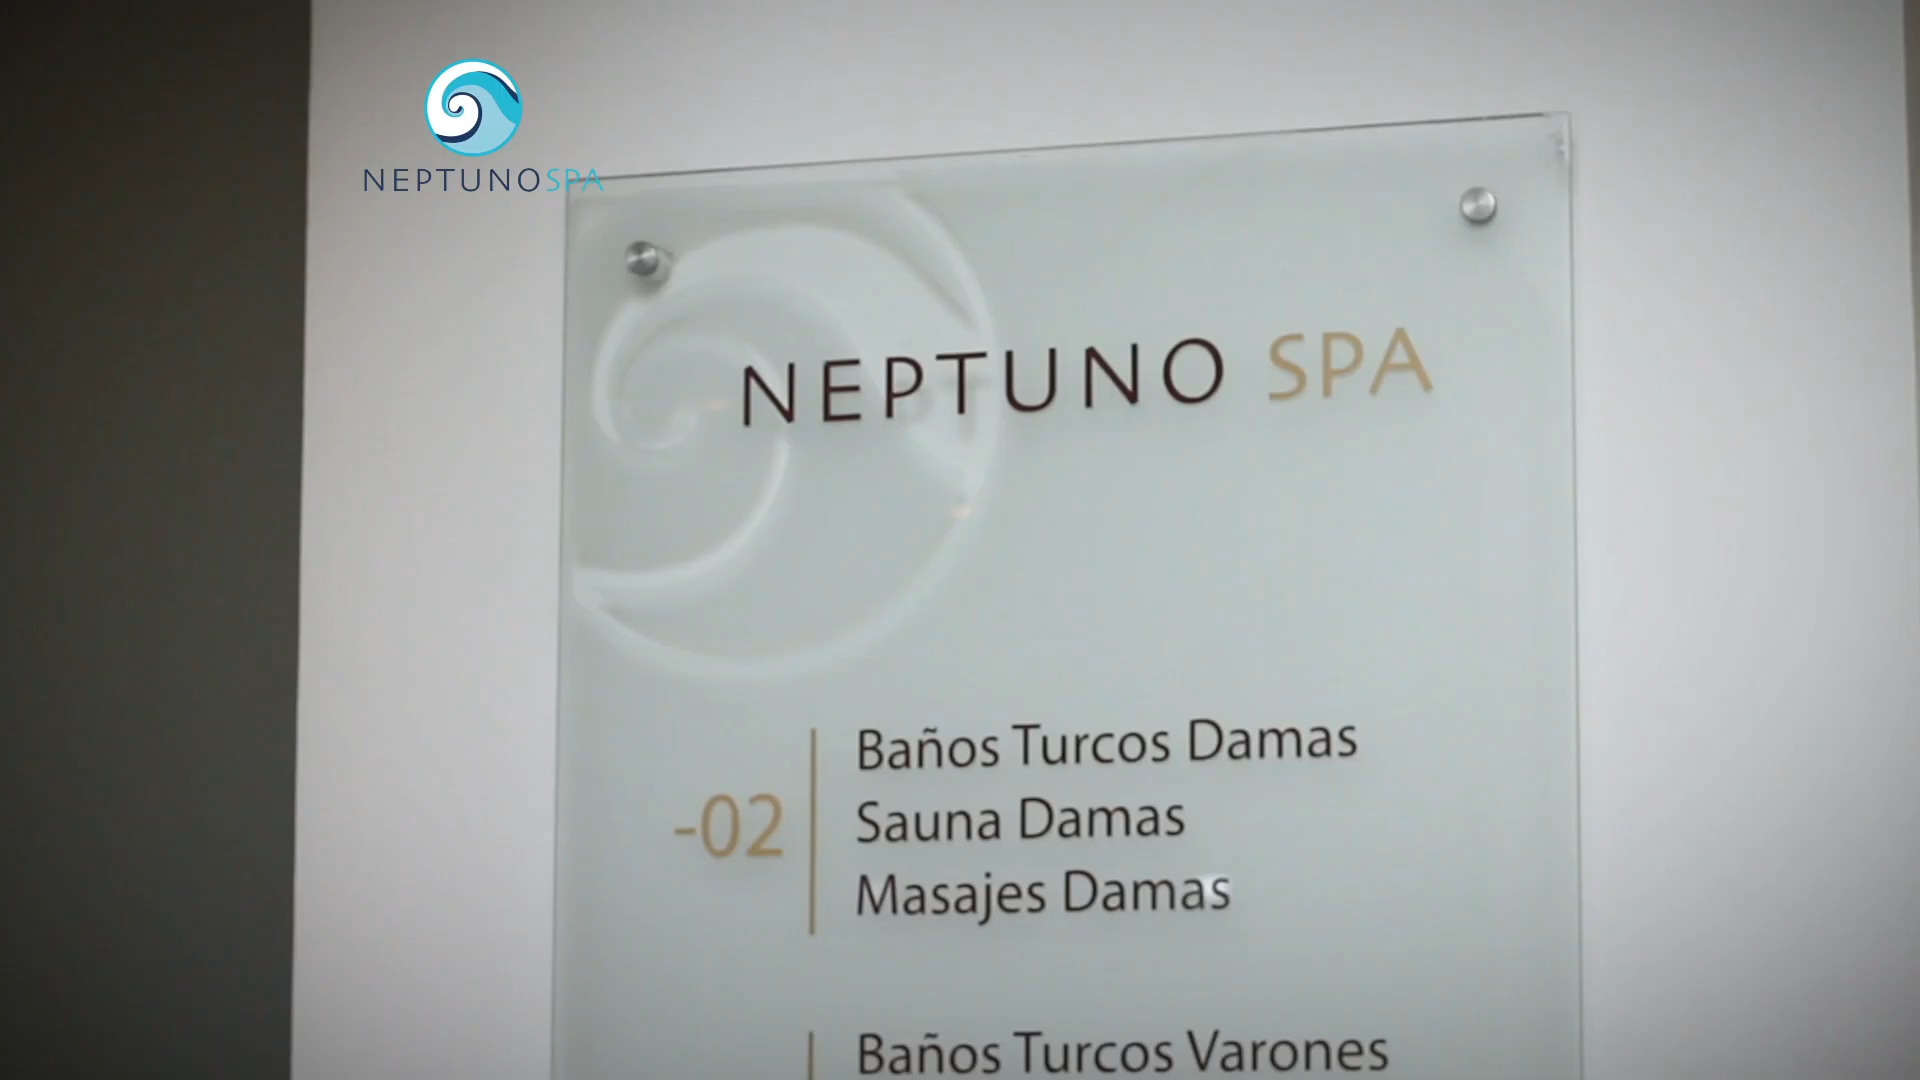 NEPTUNOSPA
NEPTUNO SPA
-02
Baños Turcos Damas
Sauna Damas
Masajes Damas
Baños Turcos Varones